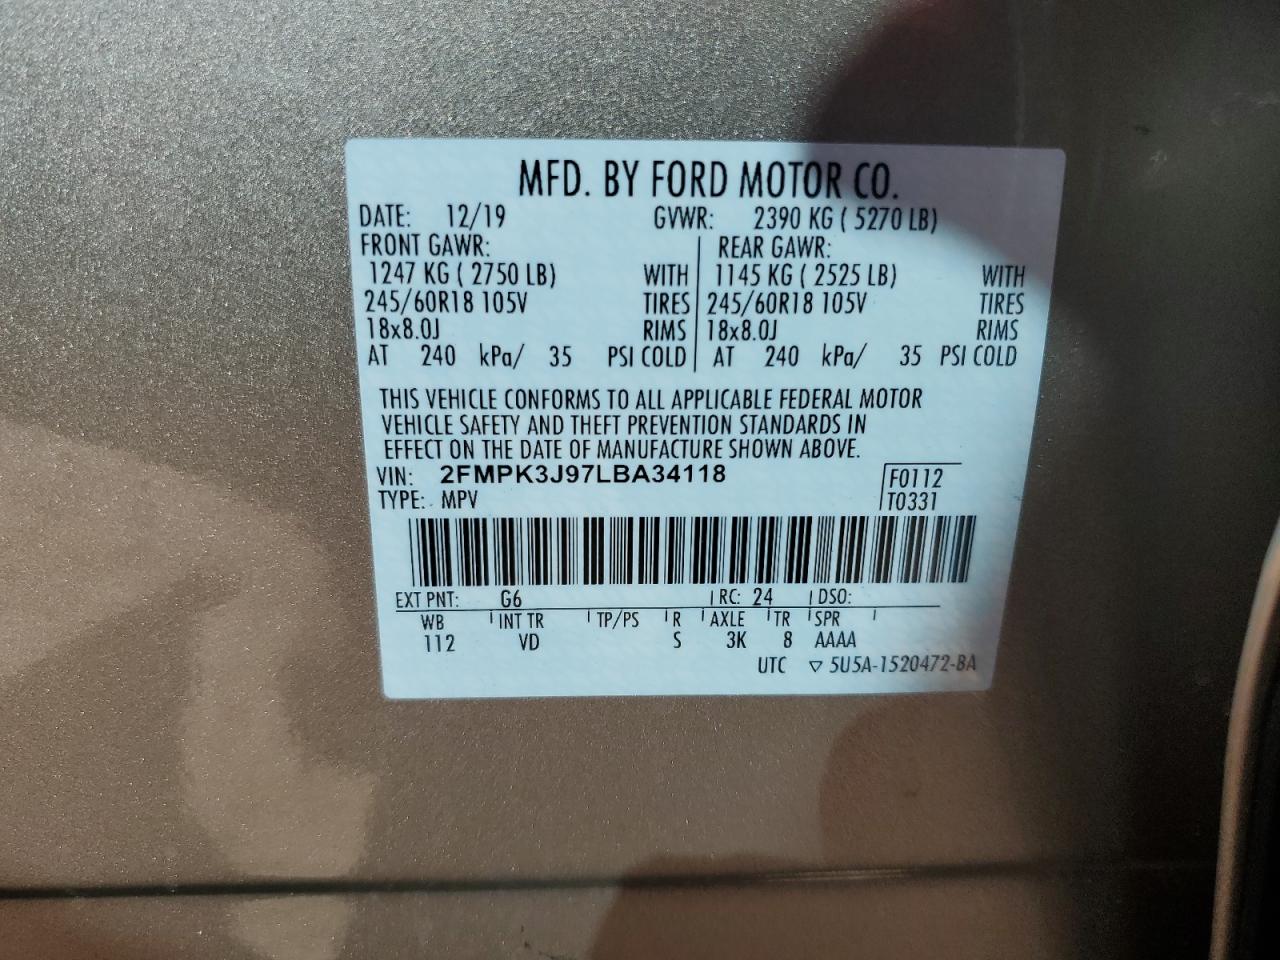 MFD. BY FORD MOTOR CO.
DATE: 12/19 GVWR: 2390 KG ( 5270 LB)
FRONT GAWR: REAR GAWR:
1247 KG ( 2750 LB) WITH 1145 KG ( 2525 LB) WITH
245/60R18 105V TIRES 245/60R18 105V TIRES
18x8.0J RIMS 18x8.0J RIMS
AT 240 kPa/ 35 PSI COLD AT 240 kPa/ 35 PSI COLD
THIS VEHICLE CONFORMS TO ALL APPLICABLE FEDERAL MOTOR
VEHICLE SAFETY AND THEFT PREVENTION STANDARDS IN
EFFECT ON THE DATE OF MANUFACTURE SHOWN ABOVE.
VIN: 2FMPK3J97LBA34118 F0112
TYPE: MPV T0331
EXT PNT: G6 RC: 24 DSO:
WB INT TR TP/PS R AXLE TR SPR
112 VD S 3K 8 AAAA
UTC ▽ 5U5A-1520472-BA